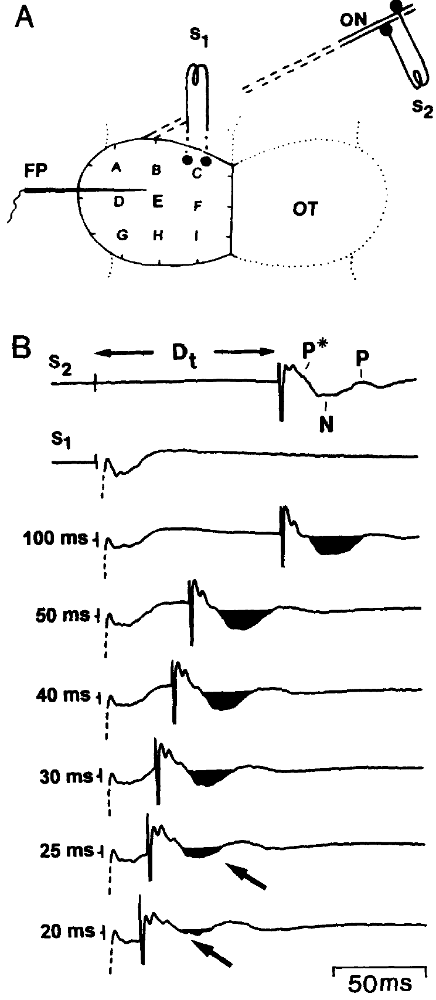 A
S1
ON
S2
FP
A B C
D E F
G H I
OT
B
S2
Dt
P*
P
N
S1
100 ms
50 ms
40 ms
30 ms
25 ms
20 ms
50ms